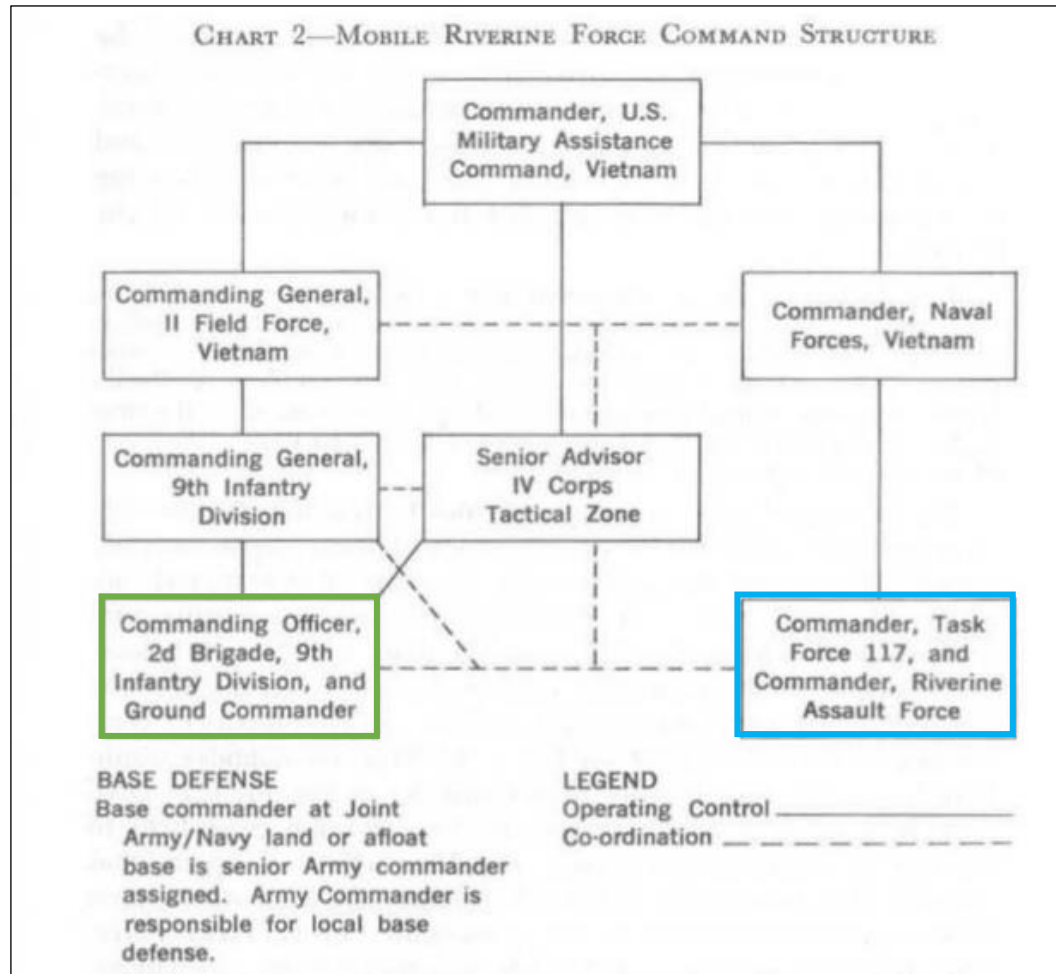 CHART 2—MOBILE RIVERINE FORCE COMMAND STRUCTURE
Commander, U.S.
Military Assistance
Command, Vietnam
Commanding General,
II Field Force,
Vietnam
Commander, Naval
Forces, Vietnam
Commanding General,
9th Infantry
Division
Senior Advisor
IV Corps
Tactical Zone
Commanding Officer,
2d Brigade, 9th
Infantry Division, and
Ground Commander
Commander, Task
Force 117, and
Commander, Riverine
Assault Force
BASE DEFENSE
Base commander at Joint
Army/Navy land or afloat
base is senior Army commander
assigned. Army Commander is
responsible for local base
defense.
LEGEND
Operating Control
Co-ordination